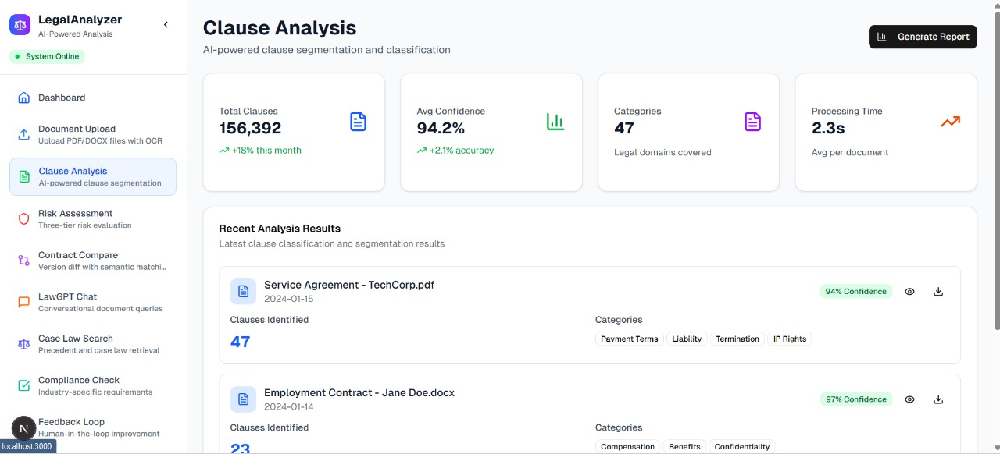 LegalAnalyzer
AI-Powered Analysis
System Online
Dashboard
Document Upload
Upload PDF/DOCX files with OCR
Clause Analysis
AI-powered clause segmentation
Risk Assessment
Three-tier risk evaluation
Contract Compare
Version diff with semantic matchi...
LawGPT Chat
Conversational document queries
Case Law Search
Precedent and case law retrieval
Compliance Check
Industry-specific requirements
Feedback Loop
Human-in-the-loop improvement
N
localhost:3000
Clause Analysis
AI-powered clause segmentation and classification
Generate Report
Total Clauses
156,392
+18% this month
Avg Confidence
94.2%
+2.1% accuracy
Categories
47
Legal domains covered
Processing Time
2.3s
Avg per document
Recent Analysis Results
Latest clause classification and segmentation results
Service Agreement - TechCorp.pdf
2024-01-15
94% Confidence
Clauses Identified
47
Categories
Payment Terms Liability Termination IP Rights
Employment Contract - Jane Doe.docx
2024-01-14
97% Confidence
Clauses Identified
23
Categories
Compensation Benefits Confidentiality